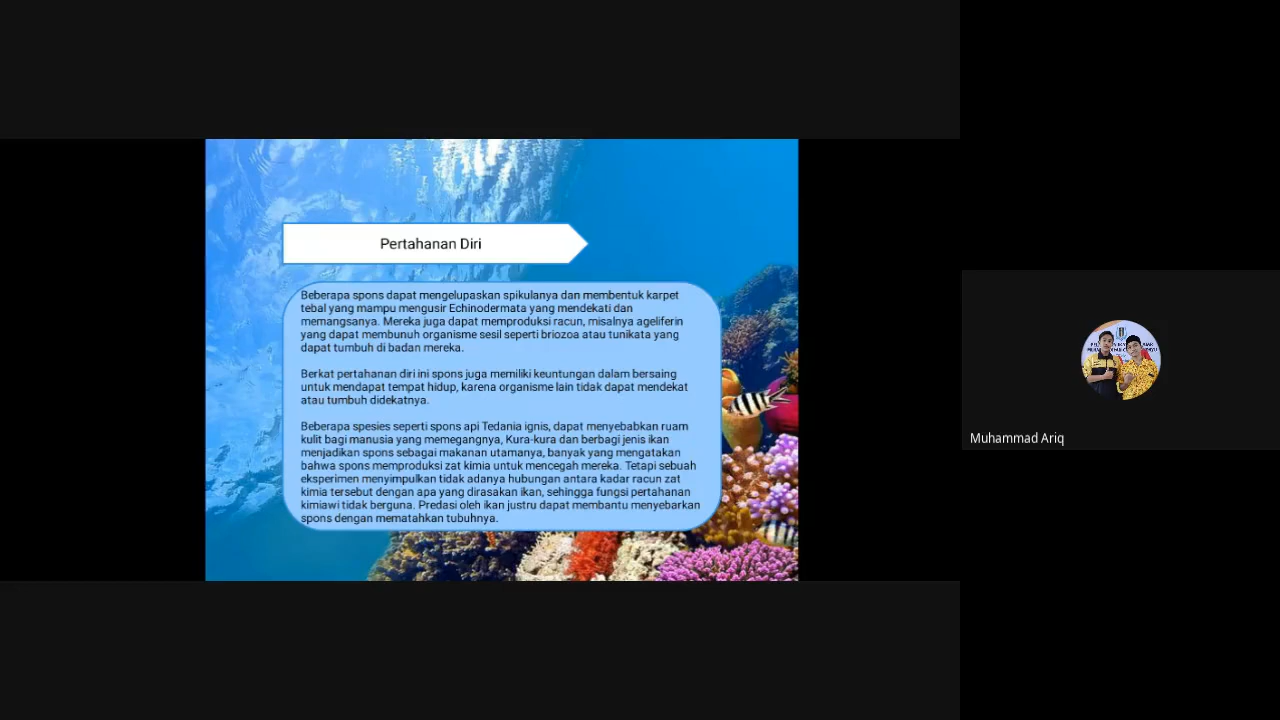 Pertahanan Diri
Beberapa spons dapat mengelupaskan spikulanya dan membentuk karpet
tebal yang mampu mengusir Echinodermata yang mendekati dan
memangsanya. Mereka juga dapat memproduksi racun, misalnya ageliferin
yang dapat membunuh organisme sesil seperti briozoa atau tunikata yang
dapat tumbuh di badan mereka.
Berkat pertahanan diri ini spons juga memiliki keuntungan dalam bersaing
untuk mendapat tempat hidup, karena organisme lain tidak dapat mendekat
atau tumbuh didekatnya.
Beberapa spesies seperti spons api Tedania ignis, dapat menyebabkan ruam
kulit bagi manusia yang memegangnya, Kura-kura dan berbagi jenis ikan
menjadikan spons sebagai makanan utamanya, banyak yang mengatakan
bahwa spons memproduksi zat kimia untuk mencegah mereka. Tetapi sebuah
eksperimen menyimpulkan tidak adanya hubungan antara kadar racun zat
kimia tersebut dengan apa yang dirasakan ikan, sehingga fungsi pertahanan
kimiawi tidak berguna. Predasi oleh ikan justru dapat membantu menyebarkan
spons dengan mematahkan tubuhnya.
Muhammad Ariq